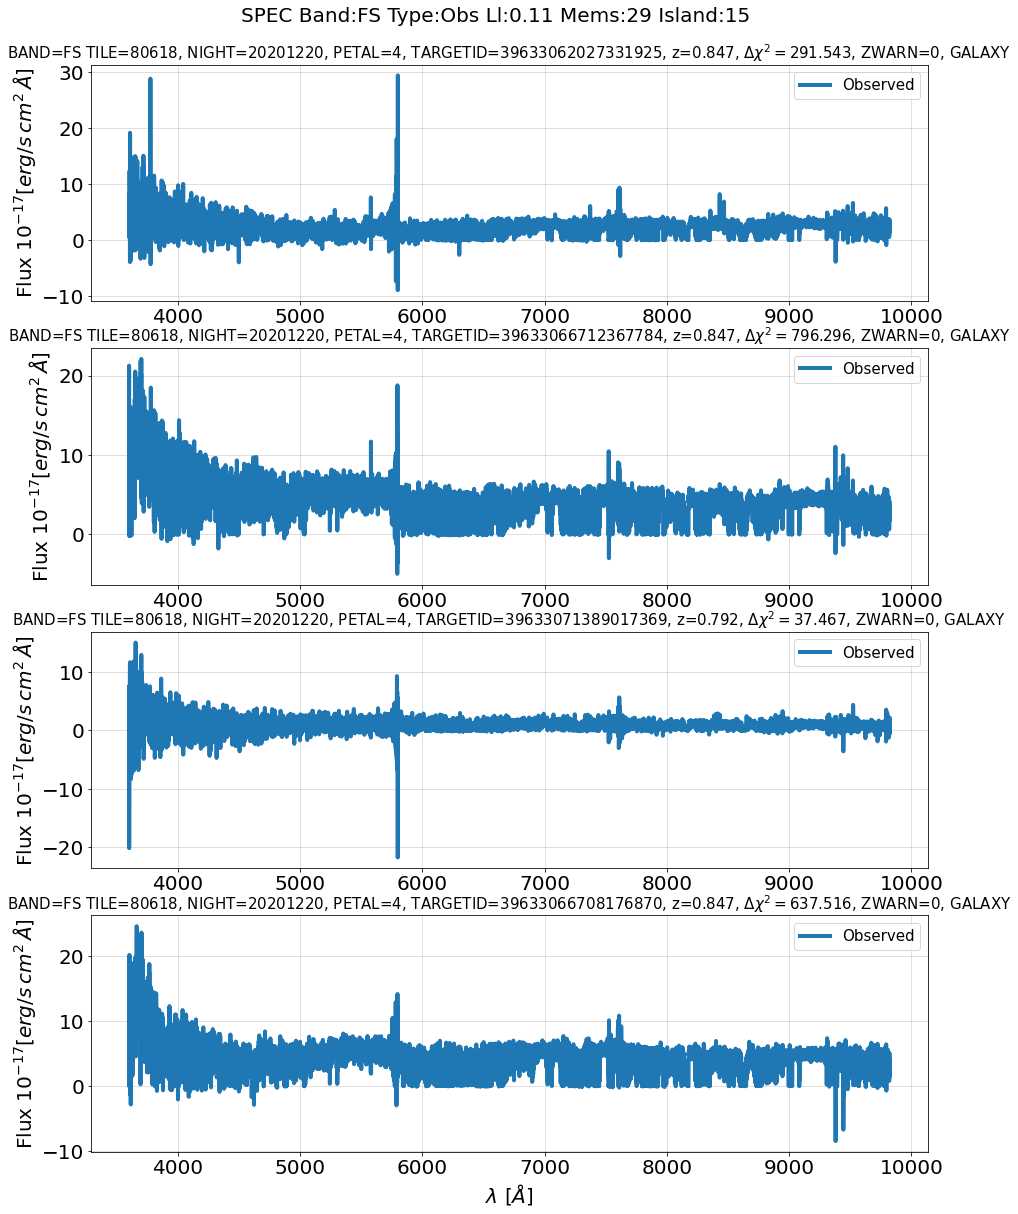 SPEC Band:FS Type:Obs Ll:0.11 Mems:29 Island:15
BAND=FS TILE=80618, NIGHT=20201220, PETAL=4, TARGETID=39633062027331925, z=0.847, Δχ²=291.543, ZWARN=0, GALAXY
Observed
Flux 10⁻¹⁷[erg/s cm² Å]
30
20
10
0
−10
4000 5000 6000 7000 8000 9000 10000
BAND=FS TILE=80618, NIGHT=20201220, PETAL=4, TARGETID=39633066712367784, z=0.847, Δχ²=796.296, ZWARN=0, GALAXY
Observed
Flux 10⁻¹⁷[erg/s cm² Å]
20
10
0
4000 5000 6000 7000 8000 9000 10000
BAND=FS TILE=80618, NIGHT=20201220, PETAL=4, TARGETID=39633071389017369, z=0.792, Δχ²=37.467, ZWARN=0, GALAXY
Observed
Flux 10⁻¹⁷[erg/s cm² Å]
10
0
−10
−20
4000 5000 6000 7000 8000 9000 10000
BAND=FS TILE=80618, NIGHT=20201220, PETAL=4, TARGETID=39633066708176870, z=0.847, Δχ²=637.516, ZWARN=0, GALAXY
Observed
Flux 10⁻¹⁷[erg/s cm² Å]
20
10
0
−10
4000 5000 6000 7000 8000 9000 10000
λ [Å]